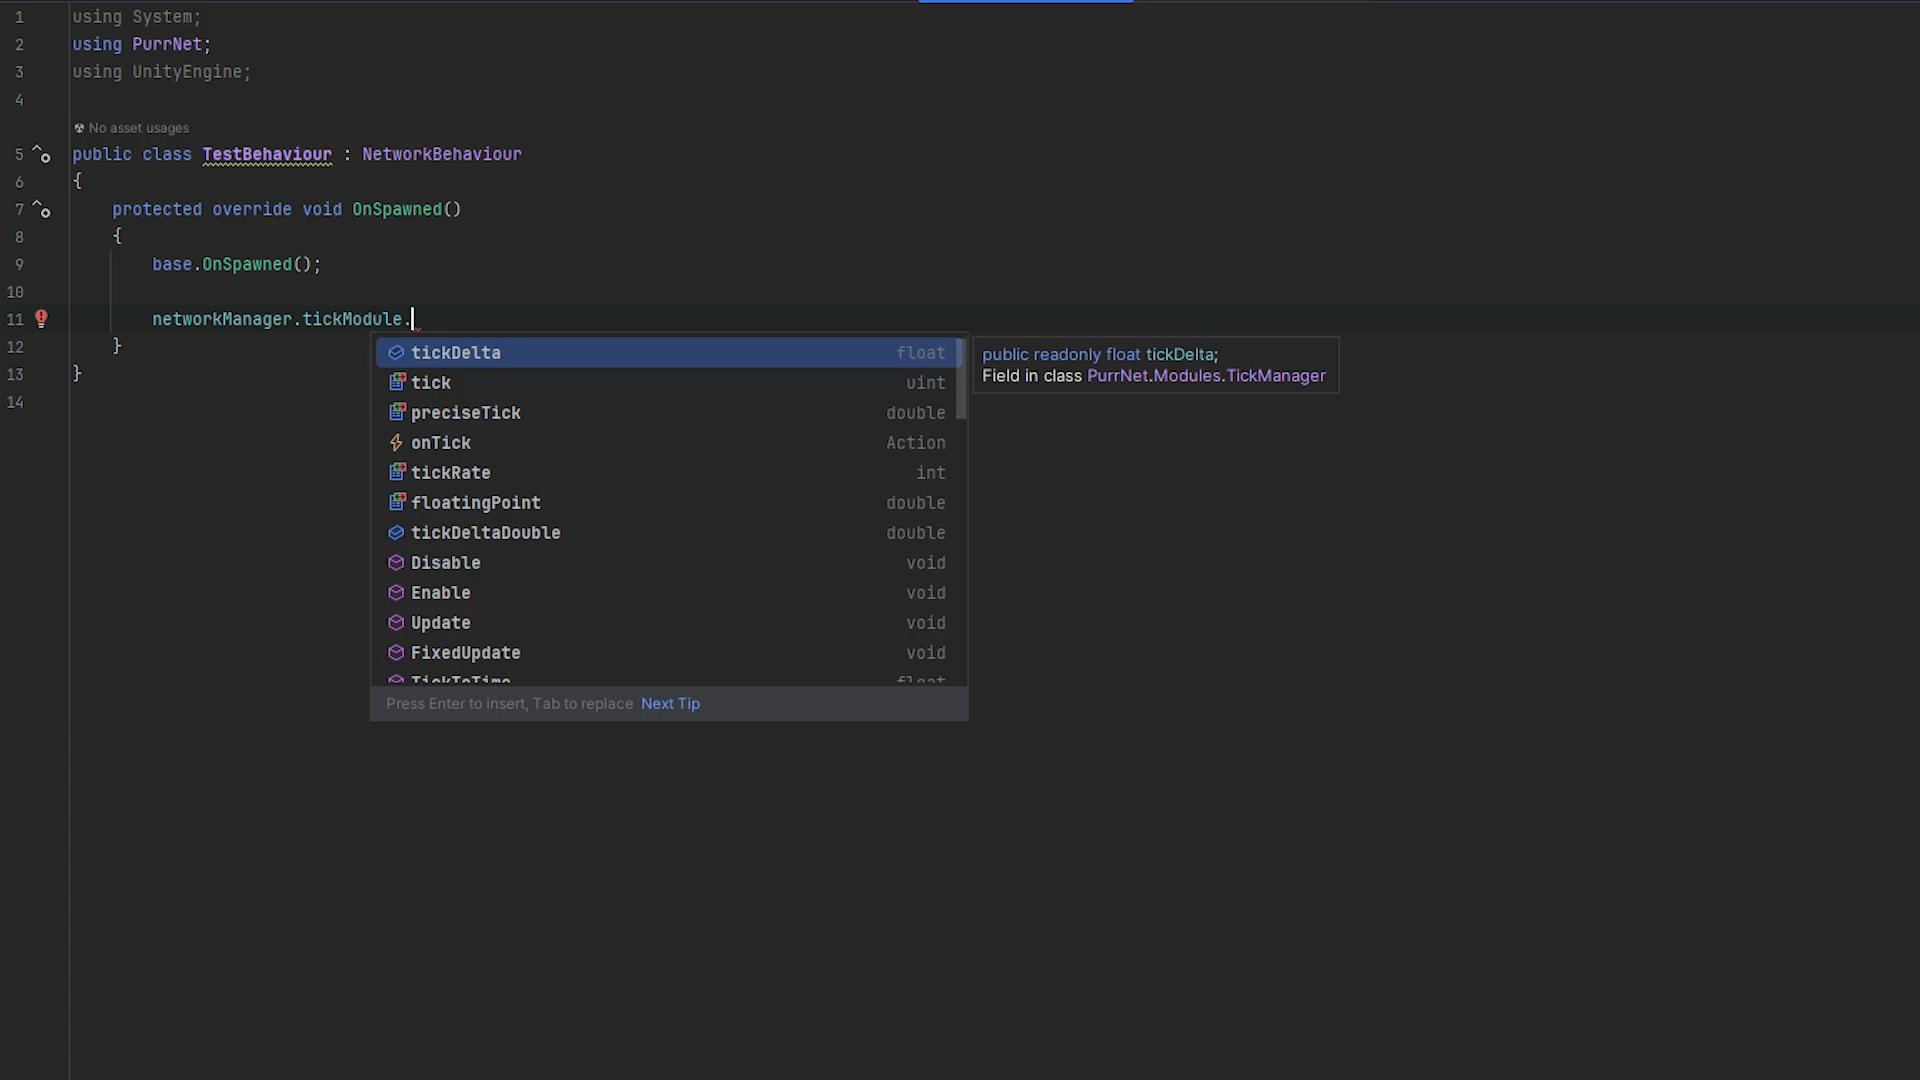 1 using System;
2 using PurrNet;
3 using UnityEngine;
4
No asset usages
5 public class TestBehaviour : NetworkBehaviour
6 {
7 protected override void OnSpawned()
8 {
9 base.OnSpawned();
10
11 networkManager.tickModule.
12 }
13 }
14
tickDelta float
tick uint
preciseTick double
onTick Action
tickRate int
floatingPoint double
tickDeltaDouble double
Disable void
Enable void
Update void
FixedUpdate void
TickToTime float
Press Enter to insert, Tab to replace Next Tip
public readonly float tickDelta;
Field in class PurrNet.Modules.TickManager